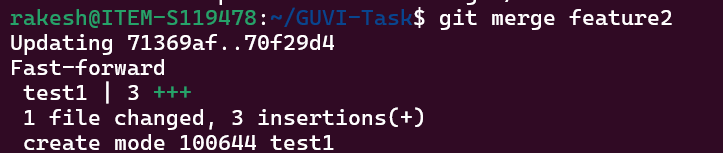 rakesh@ITEM-S119478:~/GUVI-Task$ git merge feature2
Updating 71369af..70f29d4
Fast-forward
 test1 | 3 +++
 1 file changed, 3 insertions(+)
 create mode 100644 test1